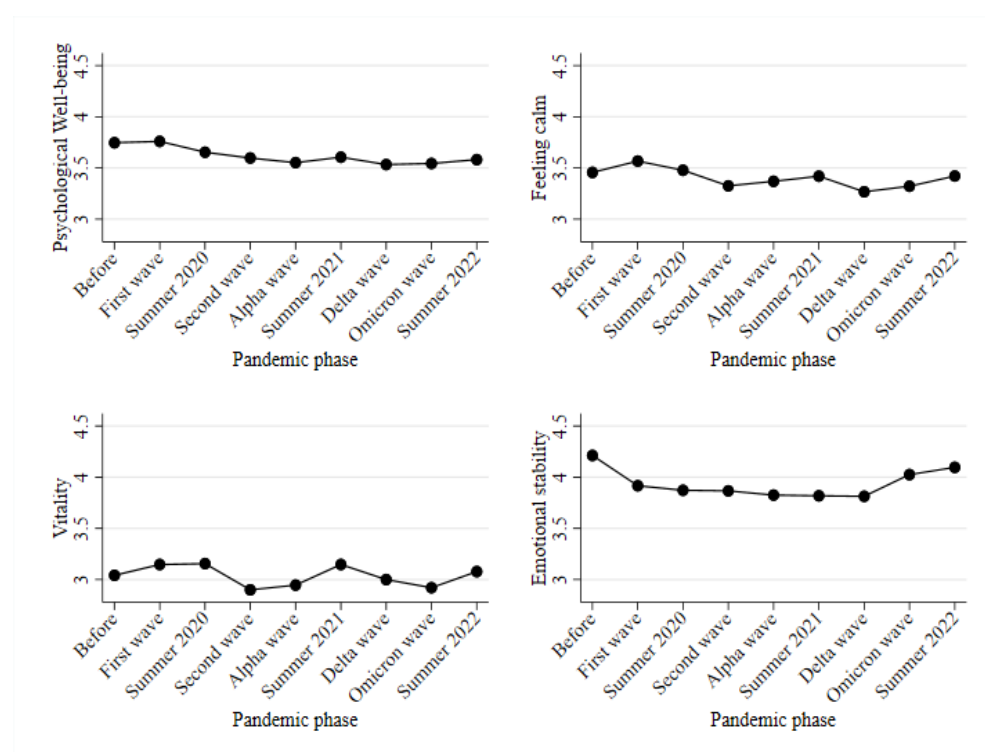 Psychological Well-being
4.5
4
3.5
3
Before
First wave
Summer 2020
Second wave
Alpha wave
Summer 2021
Delta wave
Omicron wave
Summer 2022
Pandemic phase
Feeling calm
4.5
4
3.5
3
Before
First wave
Summer 2020
Second wave
Alpha wave
Summer 2021
Delta wave
Omicron wave
Summer 2022
Pandemic phase
Vitality
4.5
4
3.5
3
Before
First wave
Summer 2020
Second wave
Alpha wave
Summer 2021
Delta wave
Omicron wave
Summer 2022
Pandemic phase
Emotional stability
4.5
4
3.5
3
Before
First wave
Summer 2020
Second wave
Alpha wave
Summer 2021
Delta wave
Omicron wave
Summer 2022
Pandemic phase